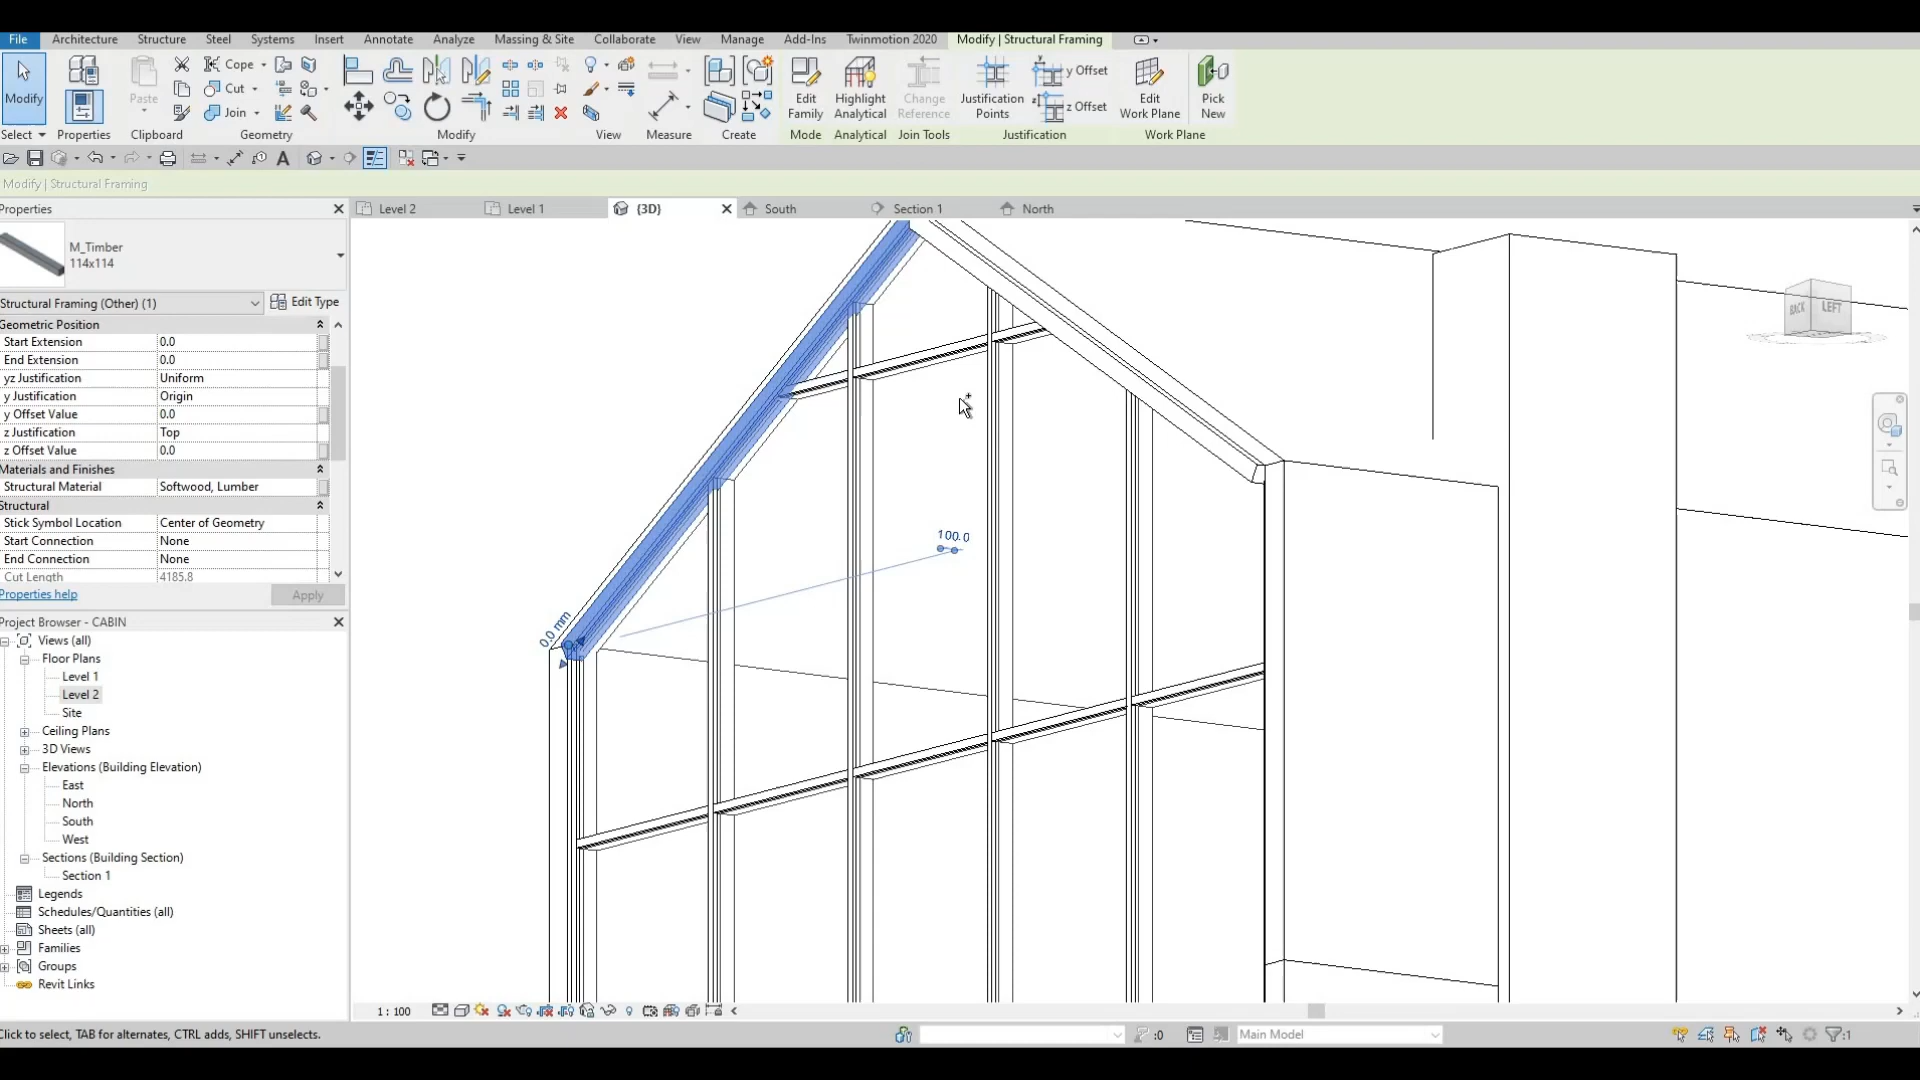 File Architecture Structure Steel Systems Insert Annotate Analyze Massing & Site Collaborate View Manage Add-Ins Twinmotion 2020 Modify | Structural Framing
Modify
Paste
Cope
Cut
Join
Edit Family
Highlight Analytical
Change Reference
Justification Points
y Offset
z Offset
Edit Work Plane
Pick New
Select Properties Clipboard Geometry Modify View Measure Create Mode Analytical Join Tools Justification Work Plane
Modify | Structural Framing
Properties
Level 2 Level 1 {3D} South Section 1 North
M_Timber
114x114
Structural Framing (Other) (1) Edit Type
Geometric Position
Start Extension 0.0
End Extension 0.0
yz Justification Uniform
y Justification Origin
y Offset Value 0.0
z Justification Top
z Offset Value 0.0
Materials and Finishes
Structural Material Softwood, Lumber
Structural
Stick Symbol Location Center of Geometry
Start Connection None
End Connection None
Cut Length 4185.8
Properties help Apply
Project Browser - CABIN
Views (all)
Floor Plans
Level 1
Level 2
Site
Ceiling Plans
3D Views
Elevations (Building Elevation)
East
North
South
West
Sections (Building Section)
Section 1
Legends
Schedules/Quantities (all)
Sheets (all)
Families
Groups
Revit Links
BACK LEFT
100.0
0.0 mm
1 : 100
Click to select, TAB for alternates, CTRL adds, SHIFT unselects.
:0
Main Model
:1